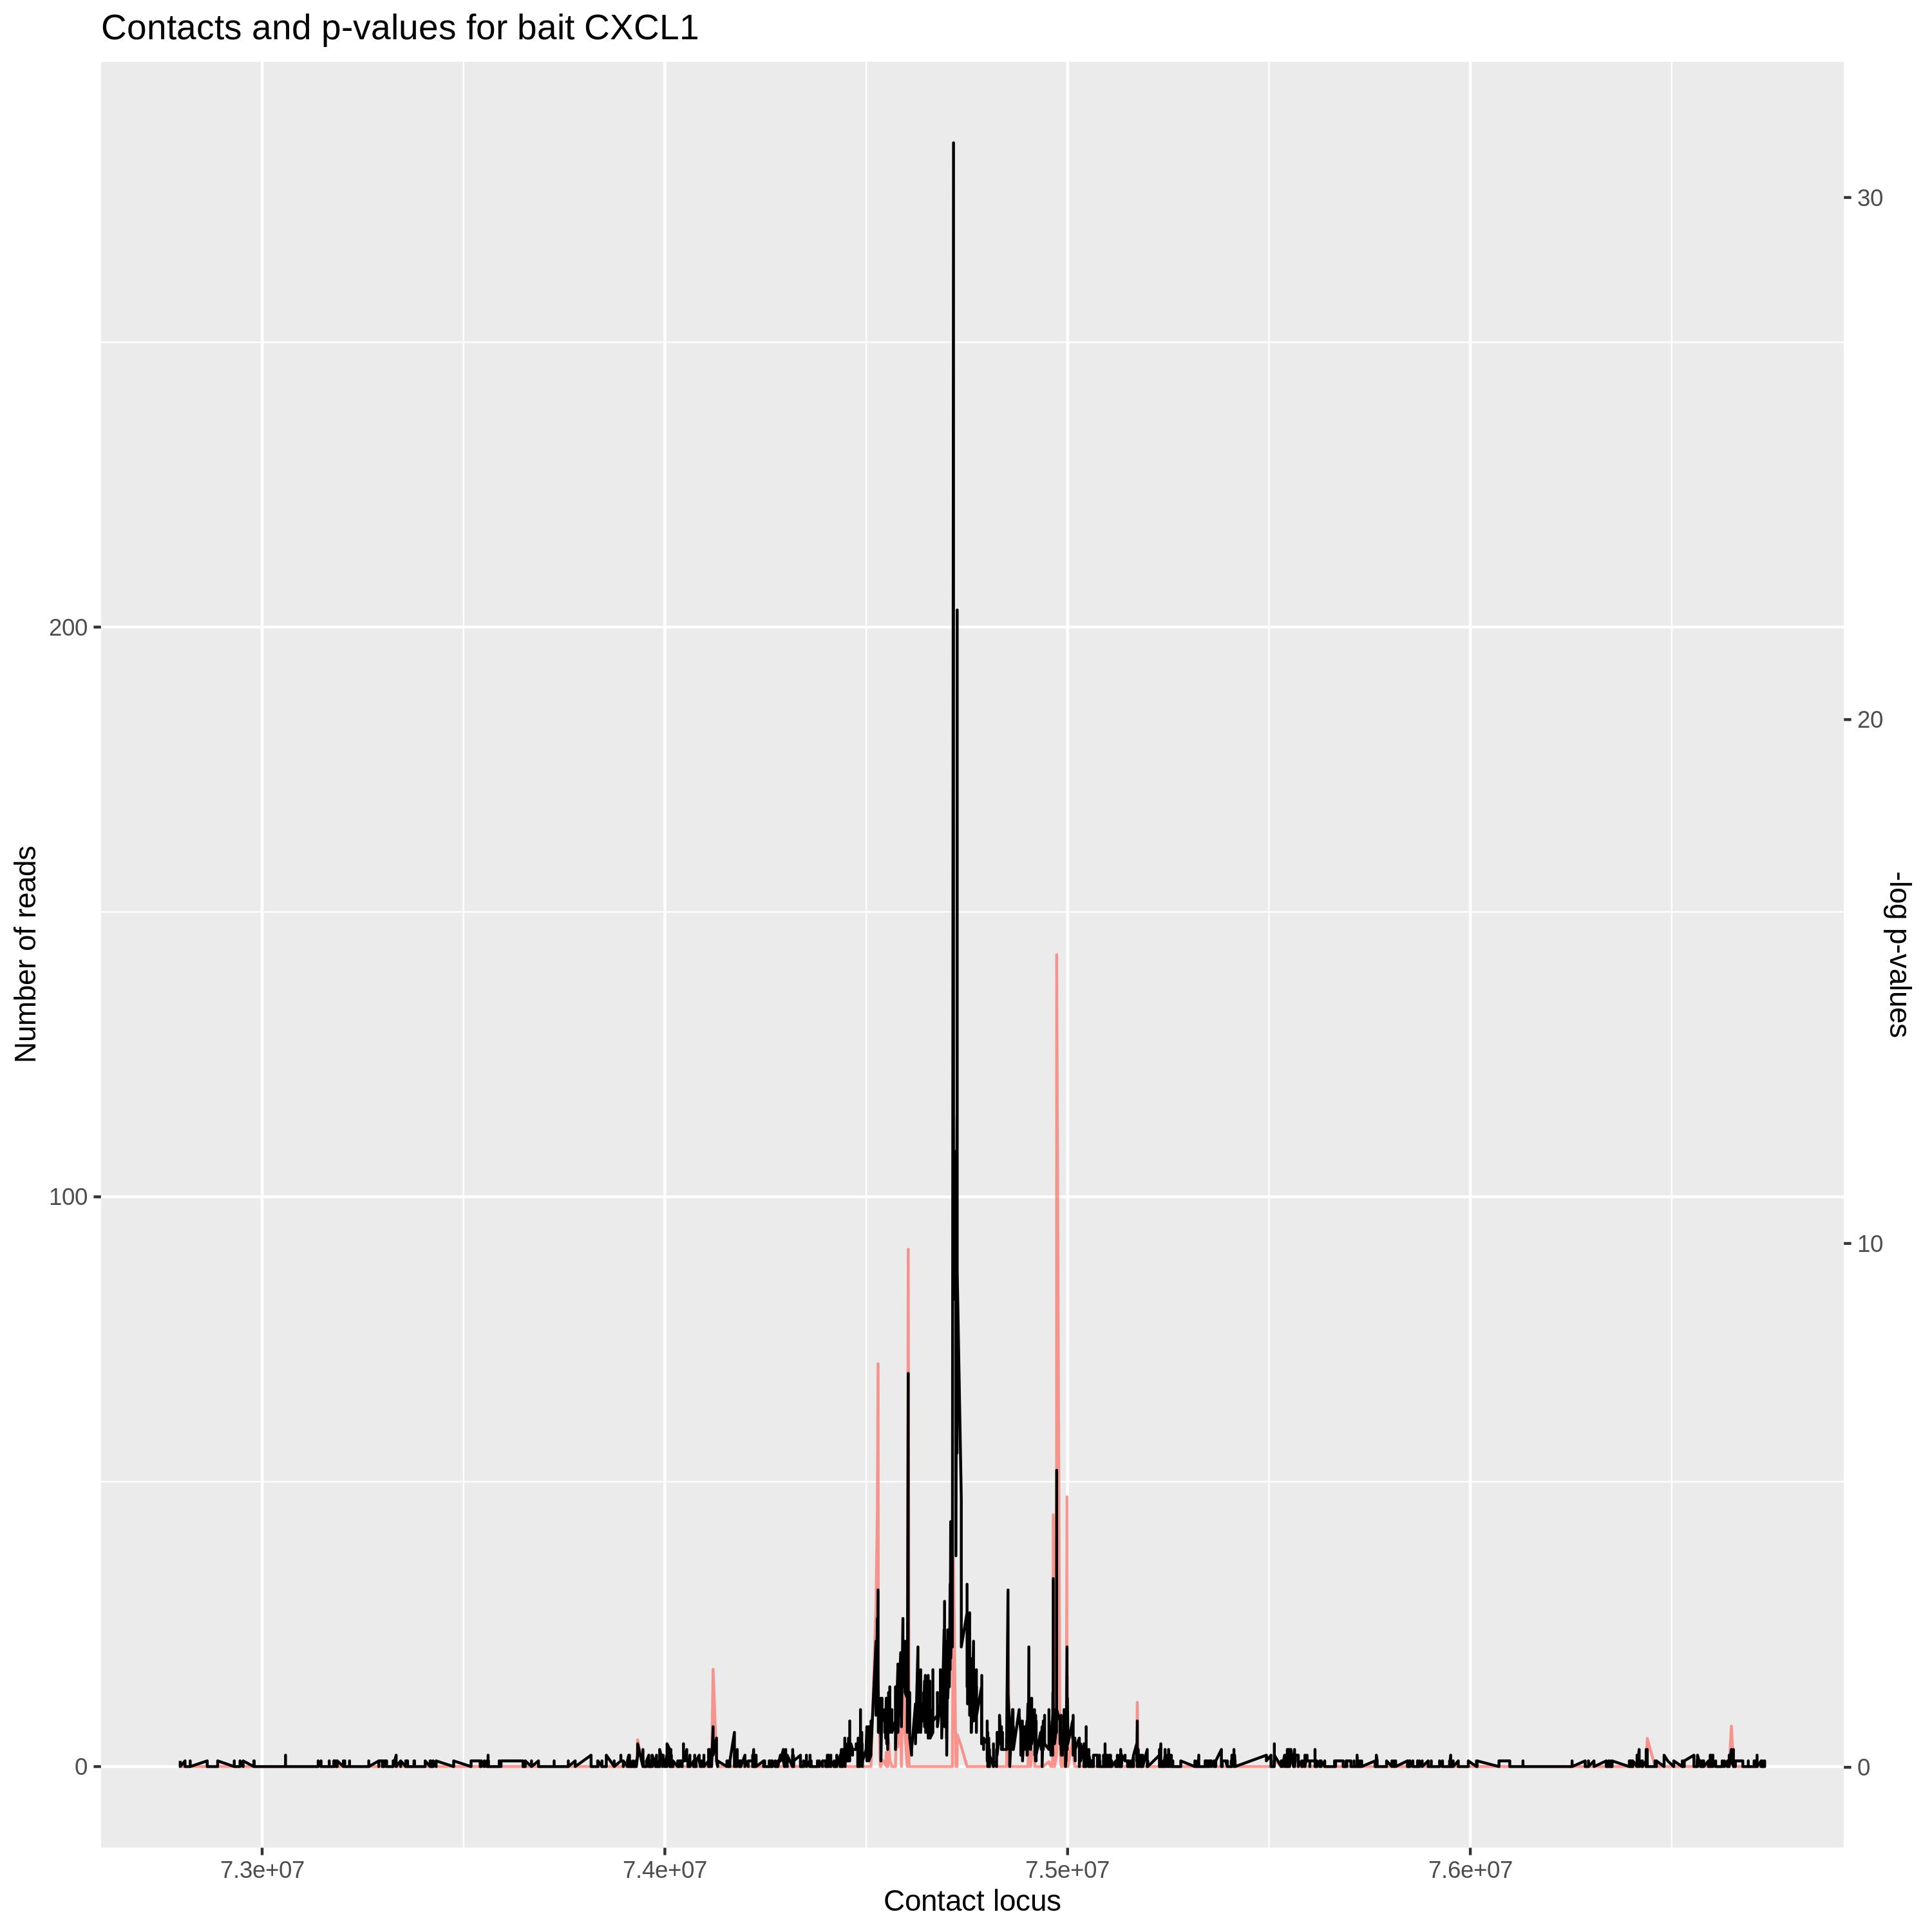 Contacts and p-values for bait CXCL1
Number of reads
200
100
0
30
20
10
0
-log p-values
7.3e+07
7.4e+07
7.5e+07
7.6e+07
Contact locus